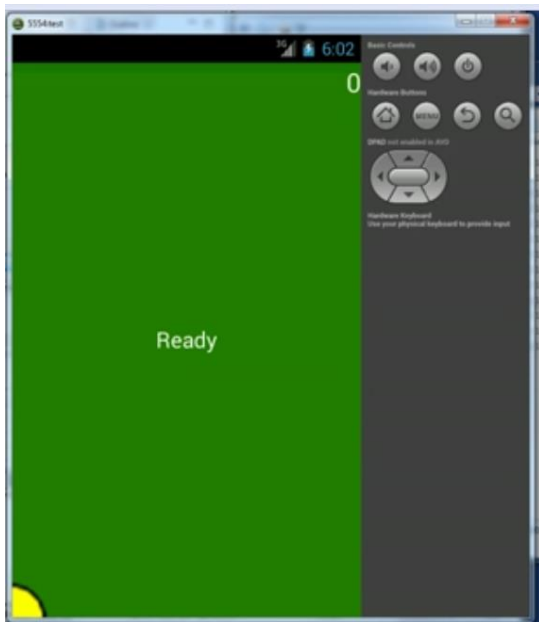 5554:test
3G 6:02
Basic Controls
0
Hardware Buttons
MENU
DPAD not enabled in AVD
Hardware Keyboard
Use your physical keyboard to provide input
Ready